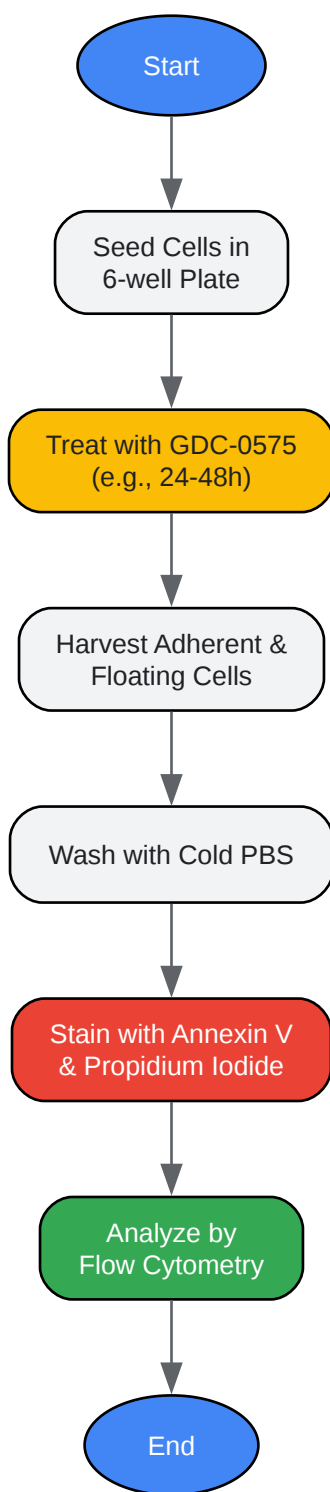 Start
Seed Cells in
6-well Plate
Treat with GDC-0575
(e.g., 24-48h)
Harvest Adherent &
Floating Cells
Wash with Cold PBS
Stain with Annexin V
& Propidium Iodide
Analyze by
Flow Cytometry
End